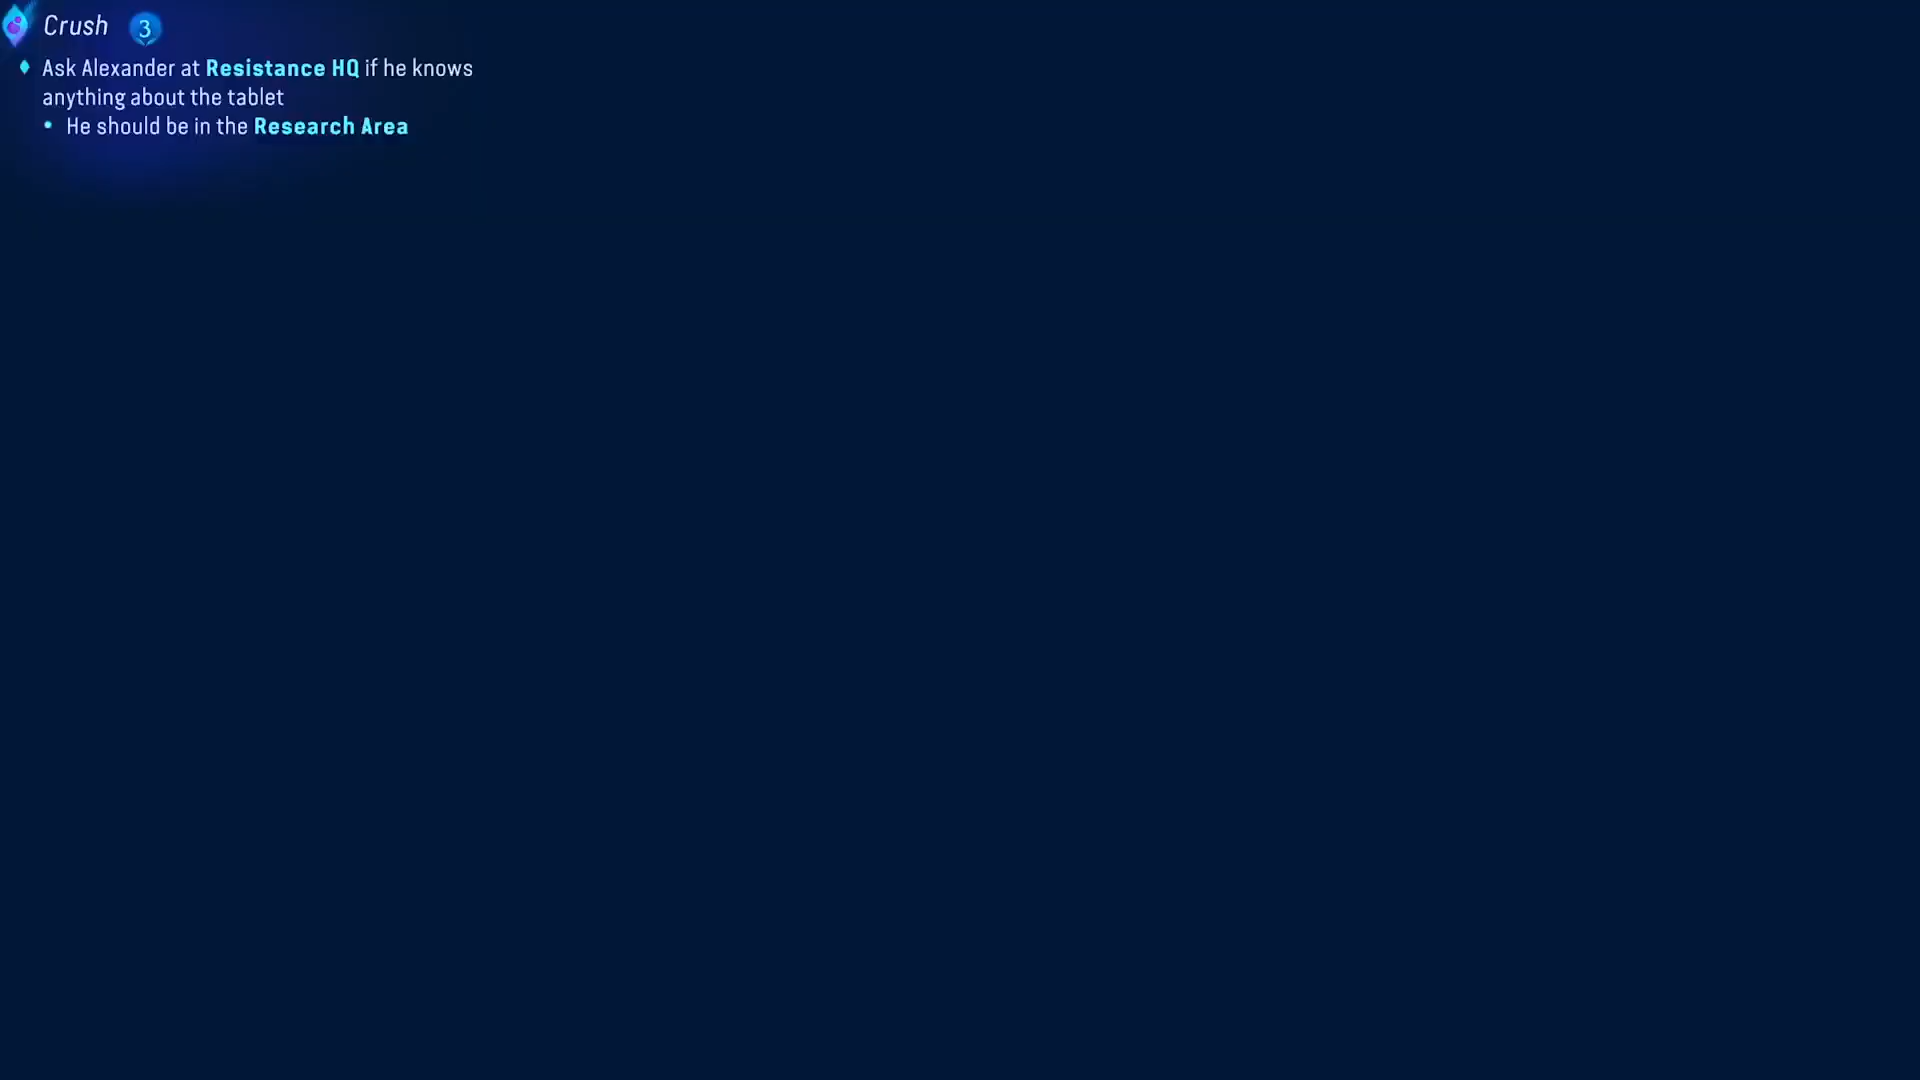 Crush 3
Ask Alexander at Resistance HQ if he knows
anything about the tablet
He should be in the Research Area